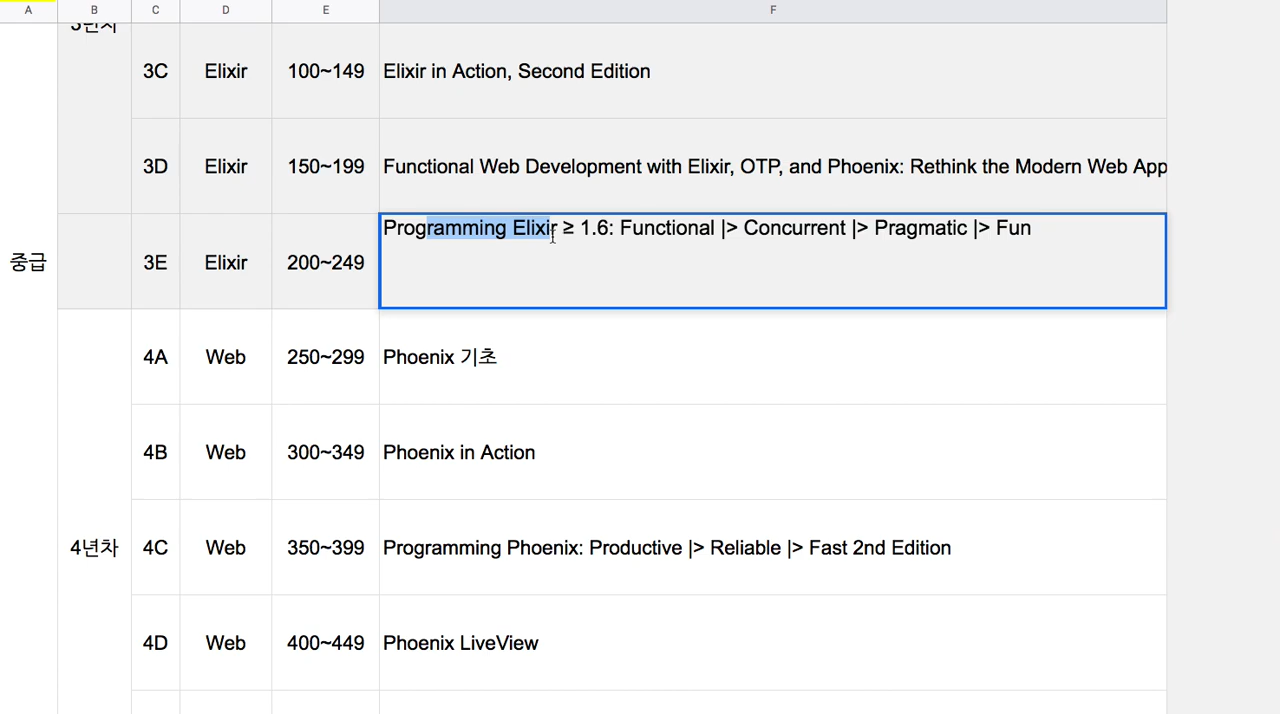 A B C D E F
3년차
3C Elixir 100~149 Elixir in Action, Second Edition
3D Elixir 150~199 Functional Web Development with Elixir, OTP, and Phoenix: Rethink the Modern Web App
중급 3E Elixir 200~249 Programming Elixir ≥ 1.6: Functional |> Concurrent |> Pragmatic |> Fun
4A Web 250~299 Phoenix 기초
4B Web 300~349 Phoenix in Action
4년차 4C Web 350~399 Programming Phoenix: Productive |> Reliable |> Fast 2nd Edition
4D Web 400~449 Phoenix LiveView